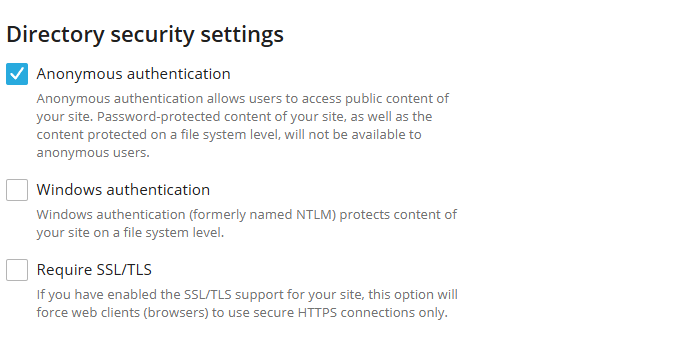 Directory security settings
Anonymous authentication
Anonymous authentication allows users to access public content of
your site. Password-protected content of your site, as well as the
content protected on a file system level, will not be available to
anonymous users.
Windows authentication
Windows authentication (formerly named NTLM) protects content of
your site on a file system level.
Require SSL/TLS
If you have enabled the SSL/TLS support for your site, this option will
force web clients (browsers) to use secure HTTPS connections only.